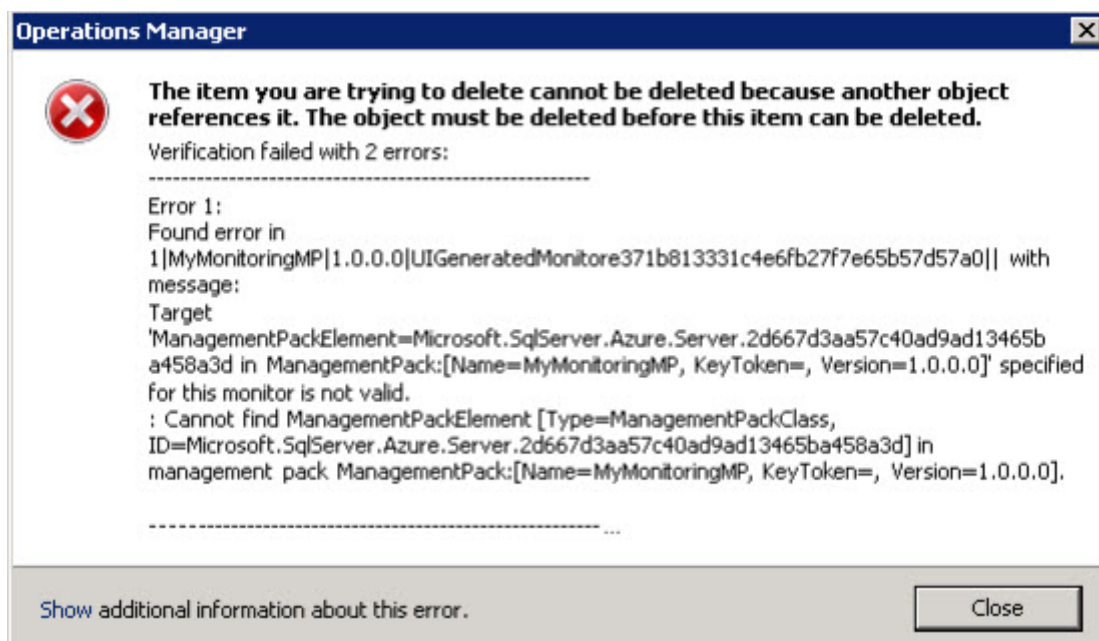 Operations Manager
The item you are trying to delete cannot be deleted because another object
references it. The object must be deleted before this item can be deleted.
Verification failed with 2 errors:
-------------------------------------------------------
Error 1:
Found error in
1|MyMonitoringMP|1.0.0.0|UIGeneratedMonitore371b813331c4e6fb27f7e65b57d57a0|| with
message:
Target
'ManagementPackElement=Microsoft.SqlServer.Azure.Server.2d667d3aa57c40ad9ad13465b
a458a3d in ManagementPack:[Name=MyMonitoringMP, KeyToken=, Version=1.0.0.0]' specified
for this monitor is not valid.
: Cannot find ManagementPackElement [Type=ManagementPackClass,
ID=Microsoft.SqlServer.Azure.Server.2d667d3aa57c40ad9ad13465ba458a3d] in
management pack ManagementPack:[Name=MyMonitoringMP, KeyToken=, Version=1.0.0.0].
-------------------------------------------------------...
Show additional information about this error.
Close